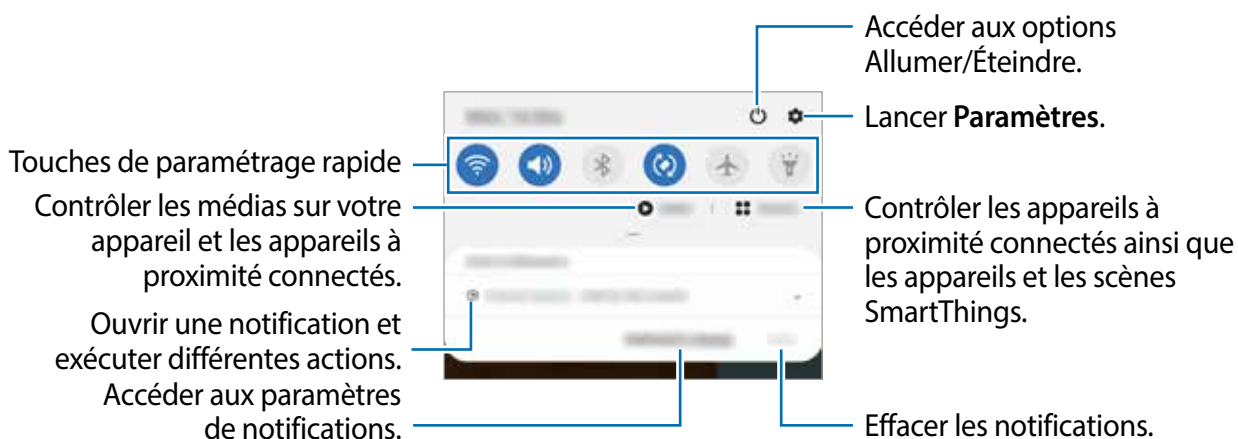 Accéder aux options
Allumer/Éteindre.
Lancer Paramètres.
Touches de paramétrage rapide
Contrôler les médias sur votre
appareil et les appareils à
proximité connectés.
Contrôler les appareils à
proximité connectés ainsi que
les appareils et les scènes
SmartThings.
Ouvrir une notification et
exécuter différentes actions.
Accéder aux paramètres
de notifications.
Effacer les notifications.